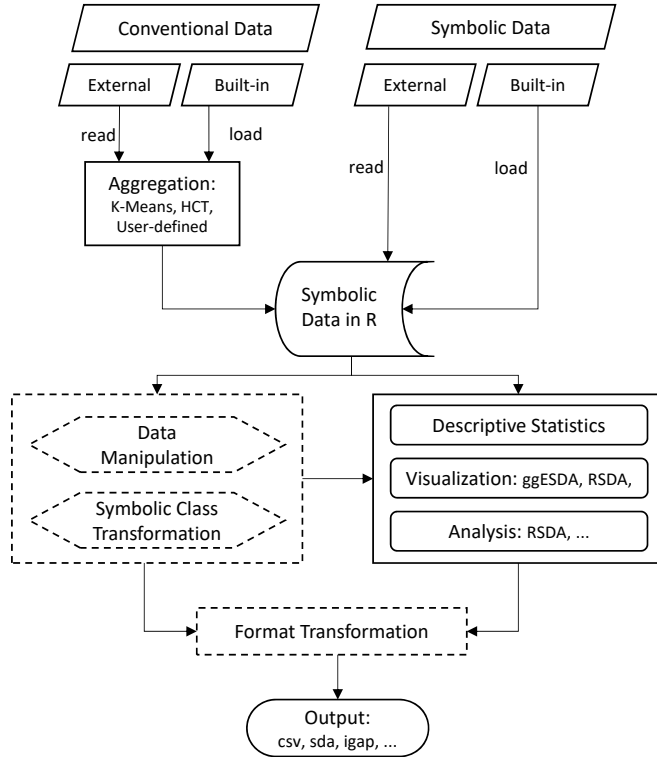 Conventional Data
Symbolic Data
External
Built-in
External
Built-in
read
load
read
load
Aggregation:
K-Means, HCT,
User-defined
Symbolic
Data in R
Data
Manipulation
Symbolic Class
Transformation
Descriptive Statistics
Visualization: ggESDA, RSDA,
Analysis: RSDA, ...
Format Transformation
Output:
csv, sda, igap, ...